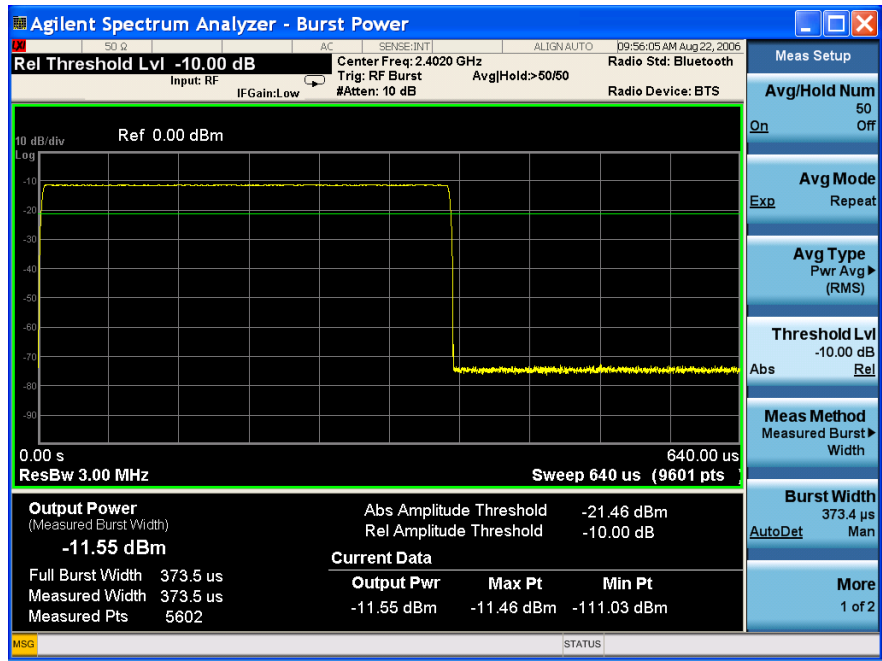 Agilent Spectrum Analyzer - Burst Power
LXI
50 Ω AC SENSE:INT ALIGN AUTO 09:56:05 AM Aug 22, 2006
Rel Threshold Lvl -10.00 dB
Input: RF
IFGain:Low
Center Freq: 2.4020 GHz
Trig: RF Burst Avg|Hold:>50/50
#Atten: 10 dB
Radio Std: Bluetooth
Radio Device: BTS
10 dB/div Ref 0.00 dBm
Log
-10
-20
-30
-40
-50
-60
-70
-80
-90
0.00 s 640.00 us
ResBw 3.00 MHz Sweep 640 us (9601 pts )
Output Power
(Measured Burst Width)
-11.55 dBm
Full Burst Width 373.5 us
Measured Width 373.5 us
Measured Pts 5602
Abs Amplitude Threshold -21.46 dBm
Rel Amplitude Threshold -10.00 dB
Current Data
Output Pwr Max Pt Min Pt
-11.55 dBm -11.46 dBm -111.03 dBm
Meas Setup
Avg/Hold Num
50
On Off
Avg Mode
Exp Repeat
Avg Type
Pwr Avg
(RMS)
Threshold Lvl
-10.00 dB
Abs Rel
Meas Method
Measured Burst
Width
Burst Width
373.4 µs
AutoDet Man
More
1 of 2
MSG STATUS